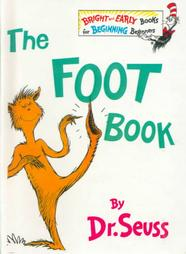 BRIGHT and EARLY BOOKS
for BEGINNING Beginners
The
FOOT
BOOK
By
Dr. Seuss